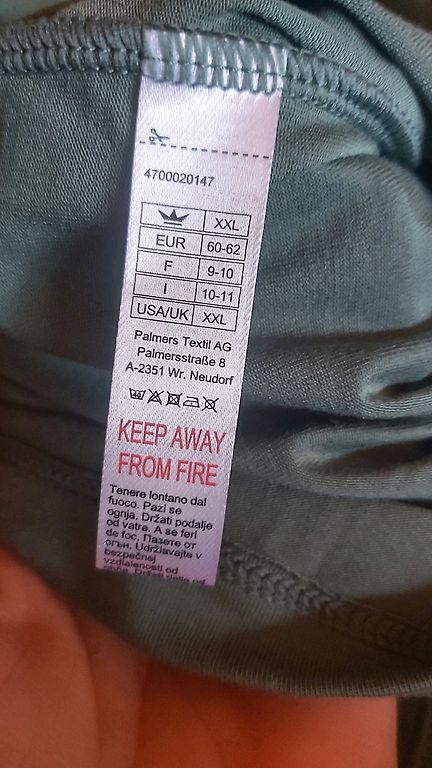 4700020147
XXL
EUR 60-62
F 9-10
I 10-11
USA/UK XXL
Palmers Textil AG
Palmersstraße 8
A-2351 Wr. Neudorf
KEEP AWAY
FROM FIRE
Tenere lontano dal
fuoco. Pazi se
ognja, Držati podalje
od vatre. A se feri
de foc, Пазете от
огън. Udržiavajte v
bezpečnej
vzdialenosti od